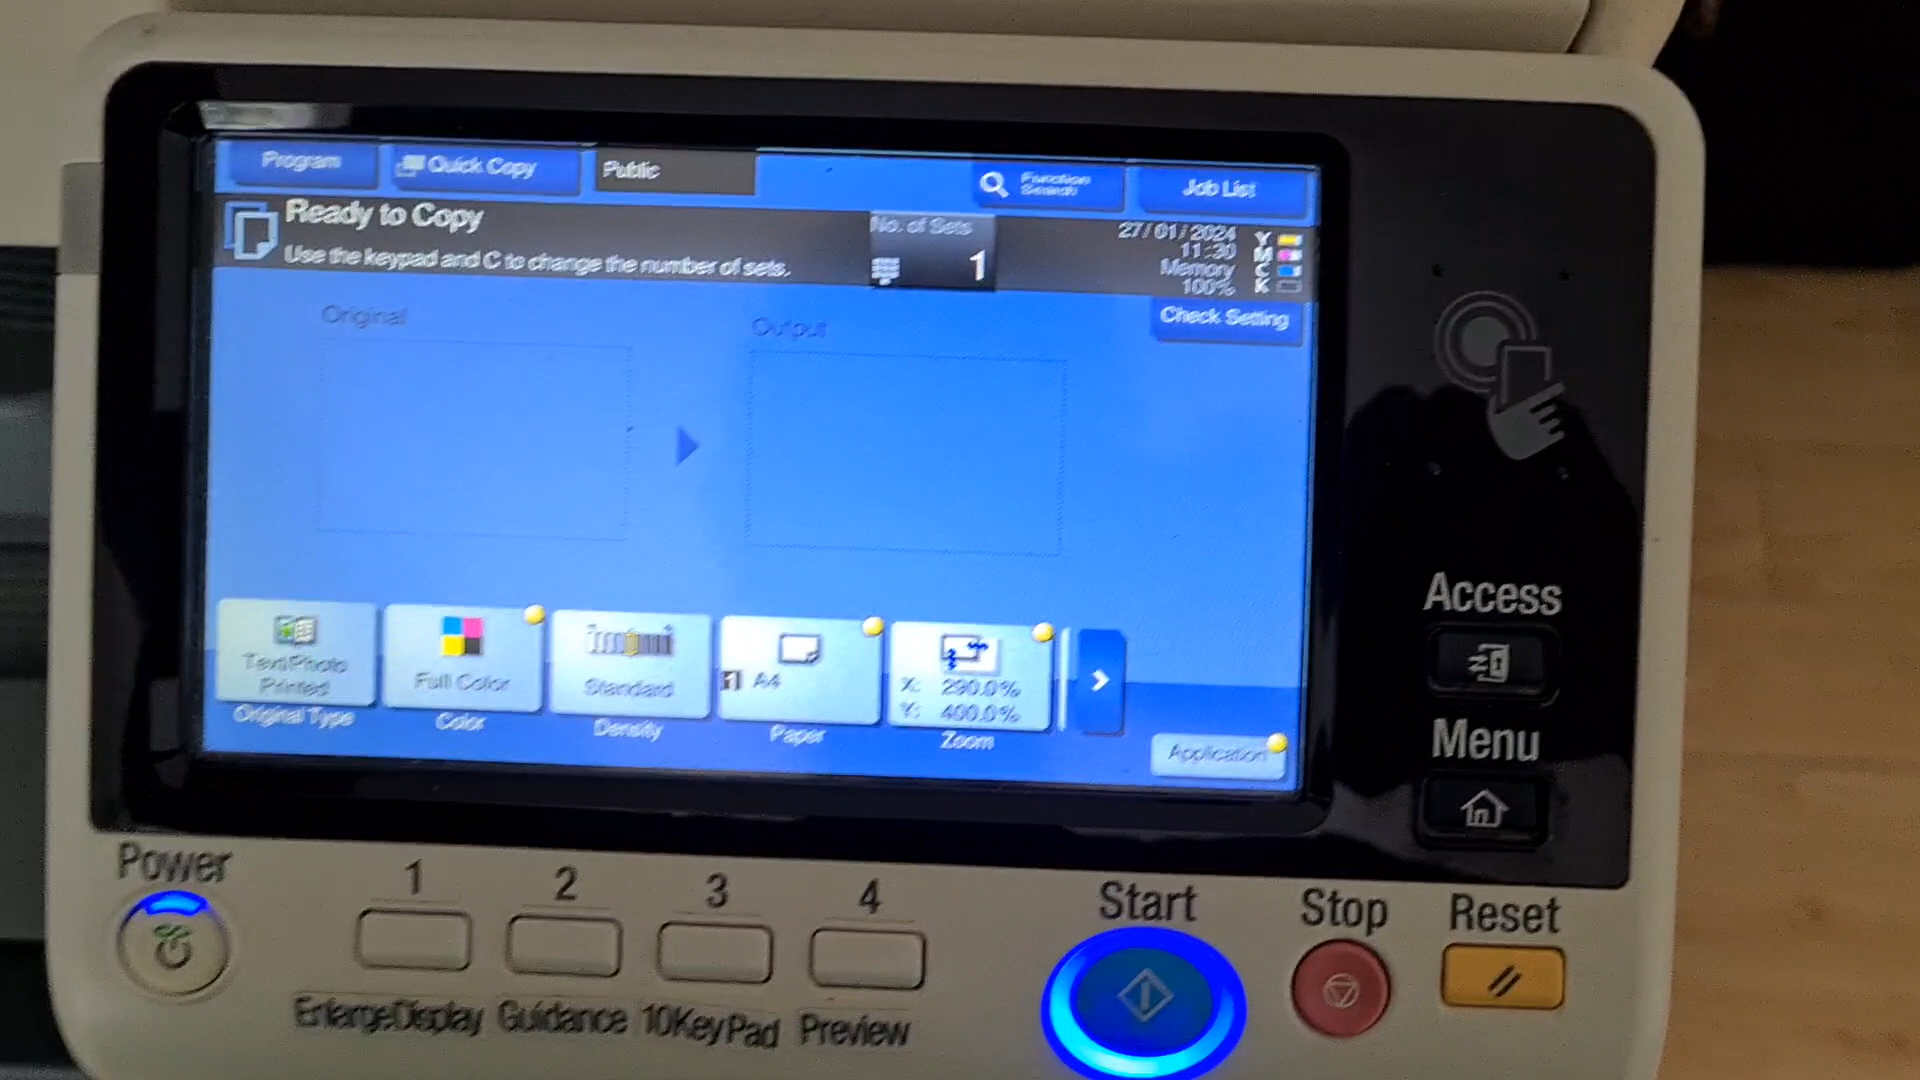 Program
Quick Copy
Public
Function Search
Job List
Ready to Copy
Use the keypad and C to change the number of sets.
No. of Sets
1
27/01/2024
11:30
Memory
100%
Y
M
C
K
Check Setting
Original
Output
Text/Photo
Printed
Original Type
Full Color
Color
Standard
Density
1 A4
Paper
X: 290.0%
Y: 400.0%
Zoom
Application
Access
Menu
Power
1
2
3
4
Start
Stop
Reset
EnlargeDisplay
Guidance
10KeyPad
Preview